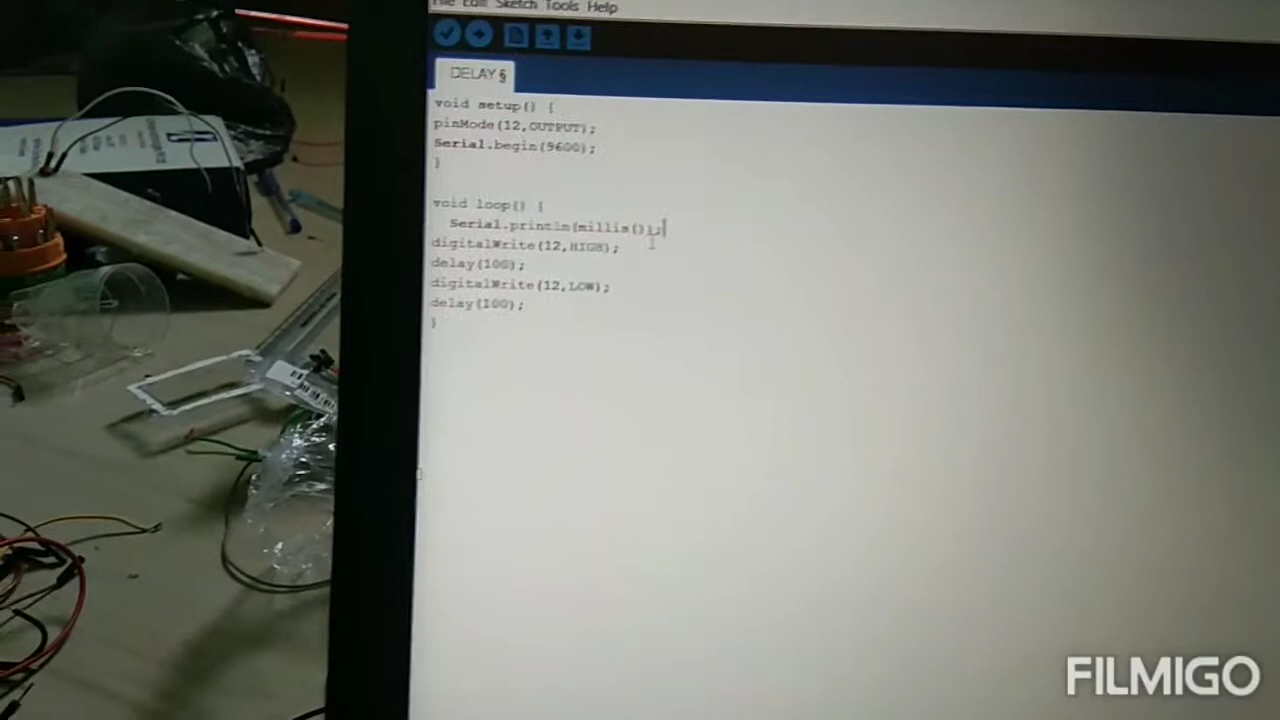 File Edit Sketch Tools Help
DELAY §
void setup() {
pinMode(12,OUTPUT);
Serial.begin(9600);
}
void loop() {
Serial.println(millis());
digitalWrite(12,HIGH);
delay(100);
digitalWrite(12,LOW);
delay(100);
}
FILMIGO